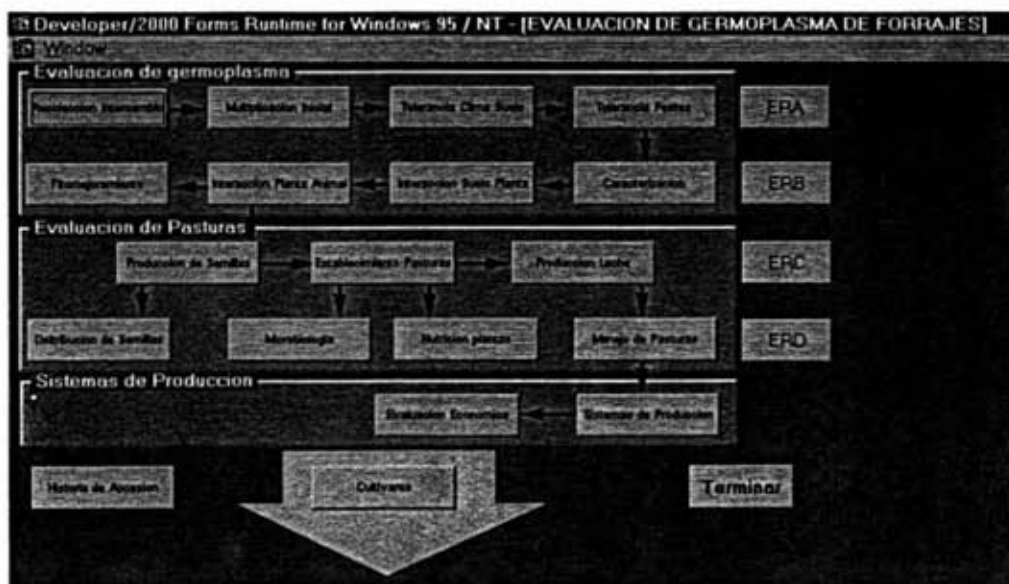 Developer/2000 Forms Runtime for Windows 95 / NT - [EVALUACION DE GERMOPLASMA DE FORRAJES]
Window
Evaluacion de germoplasma
Multiplicacion Inicial
Tolerancia Clima Suelo
Tolerancia Pestes
ERA
Fitomejoramiento
Interaccion Planta Animal
Interaccion Suelo Planta
Caracterizacion
ERB
Evaluacion de Pasturas
Produccion de Semillas
Establecimiento Pasturas
Produccion Leche
ERC
Distribucion de Semillas
Microbiologia
Nutricion plantas
Manejo de Pasturas
ERD
Sistemas de Produccion
Evaluacion Economica
Sistemas de Produccion
Historia de Accesion
Cultivares
Terminar